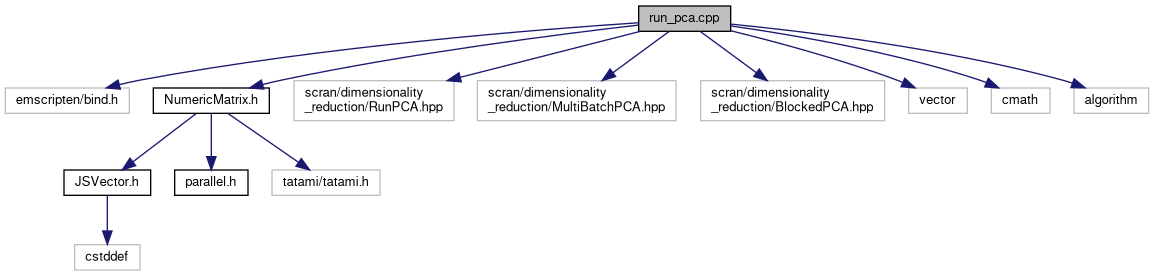 run_pca.cpp
emscripten/bind.h
NumericMatrix.h
scran/dimensionality
_reduction/RunPCA.hpp
scran/dimensionality
_reduction/MultiBatchPCA.hpp
scran/dimensionality
_reduction/BlockedPCA.hpp
vector
cmath
algorithm
JSVector.h
parallel.h
tatami/tatami.h
cstddef